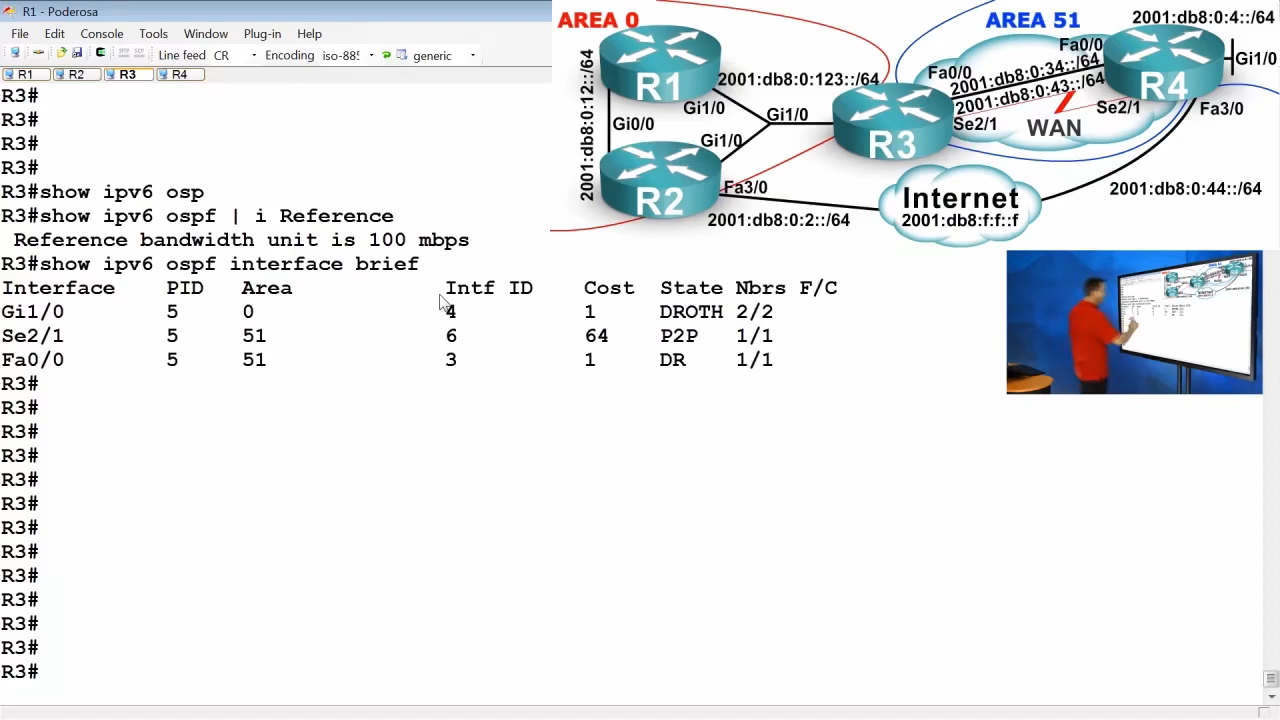 R1 - Poderosa
File Edit Console Tools Window Plug-in Help
Line feed CR Encoding iso-88: generic
R1 R2 R3 R4
R3#
R3#
R3#
R3#
R3#show ipv6 osp
R3#show ipv6 ospf | i Reference
Reference bandwidth unit is 100 mbps
R3#show ipv6 ospf interface brief
Interface PID Area Intf ID Cost State Nbrs F/C
Gi1/0 5 0 4 1 DROTH 2/2
Se2/1 5 51 6 64 P2P 1/1
Fa0/0 5 51 3 1 DR 1/1
R3#
R3#
R3#
R3#
R3#
R3#
R3#
R3#
R3#
R3#
R3#
R3#
R3#
AREA 0
AREA 51
2001:db8:0:4::/64
R1
2001:db8:0:12::/64
2001:db8:0:123::/64
Gi1/0
Gi0/0
Gi1/0
Gi1/0
R2
Fa3/0
2001:db8:0:2::/64
R3
Fa0/0
Fa0/0
2001:db8:0:34::/64
2001:db8:0:43::/64
Se2/1
Se2/1
WAN
R4
Gi1/0
Fa3/0
Internet
2001:db8:f:f::f
2001:db8:0:44::/64